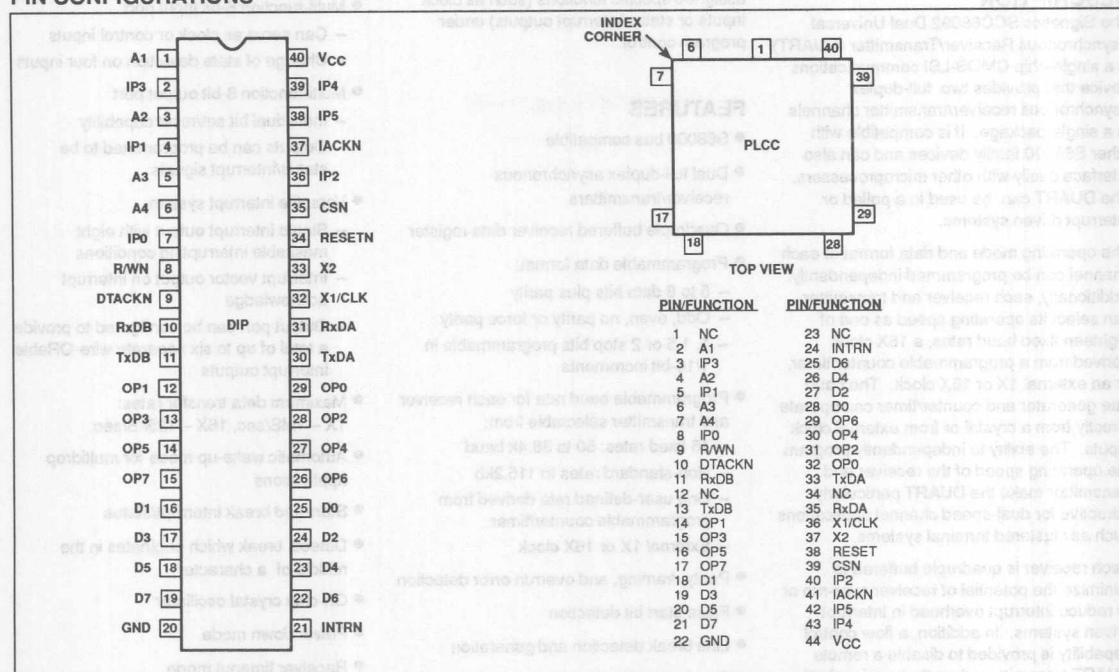 PIN CONFIGURATIONS
A1 1 40 VCC
IP3 2 39 IP4
A2 3 38 IP5
IP1 4 37 IACKN
A3 5 36 IP2
A4 6 35 CSN
IP0 7 34 RESETN
R/WN 8 33 X2
DTACKN 9 32 X1/CLK
RxDB 10 DIP 31 RxDA
TxDB 11 30 TxDA
OP1 12 29 OP0
OP3 13 28 OP2
OP5 14 27 OP4
OP7 15 26 OP6
D1 16 25 D0
D3 17 24 D2
D5 18 23 D4
D7 19 22 D6
GND 20 21 INTRN
INDEX
CORNER
6 1 40
7 39
PLCC
17 29
18 28
TOP VIEW
PIN/FUNCTION PIN/FUNCTION
1 NC 23 NC
2 A1 24 INTRN
3 IP3 25 D6
4 A2 26 D4
5 IP1 27 D2
6 A3 28 D0
7 A4 29 OP6
8 IP0 30 OP4
9 R/WN 31 OP2
10 DTACKN 32 OP0
11 RxDB 33 TxDA
12 NC 34 NC
13 TxDB 35 RxDA
14 OP1 36 X1/CLK
15 OP3 37 X2
16 OP5 38 RESET
17 OP7 39 CSN
18 D1 40 IP2
19 D3 41 IACKN
20 D5 42 IP5
21 D7 43 IP4
22 GND 44 VCC